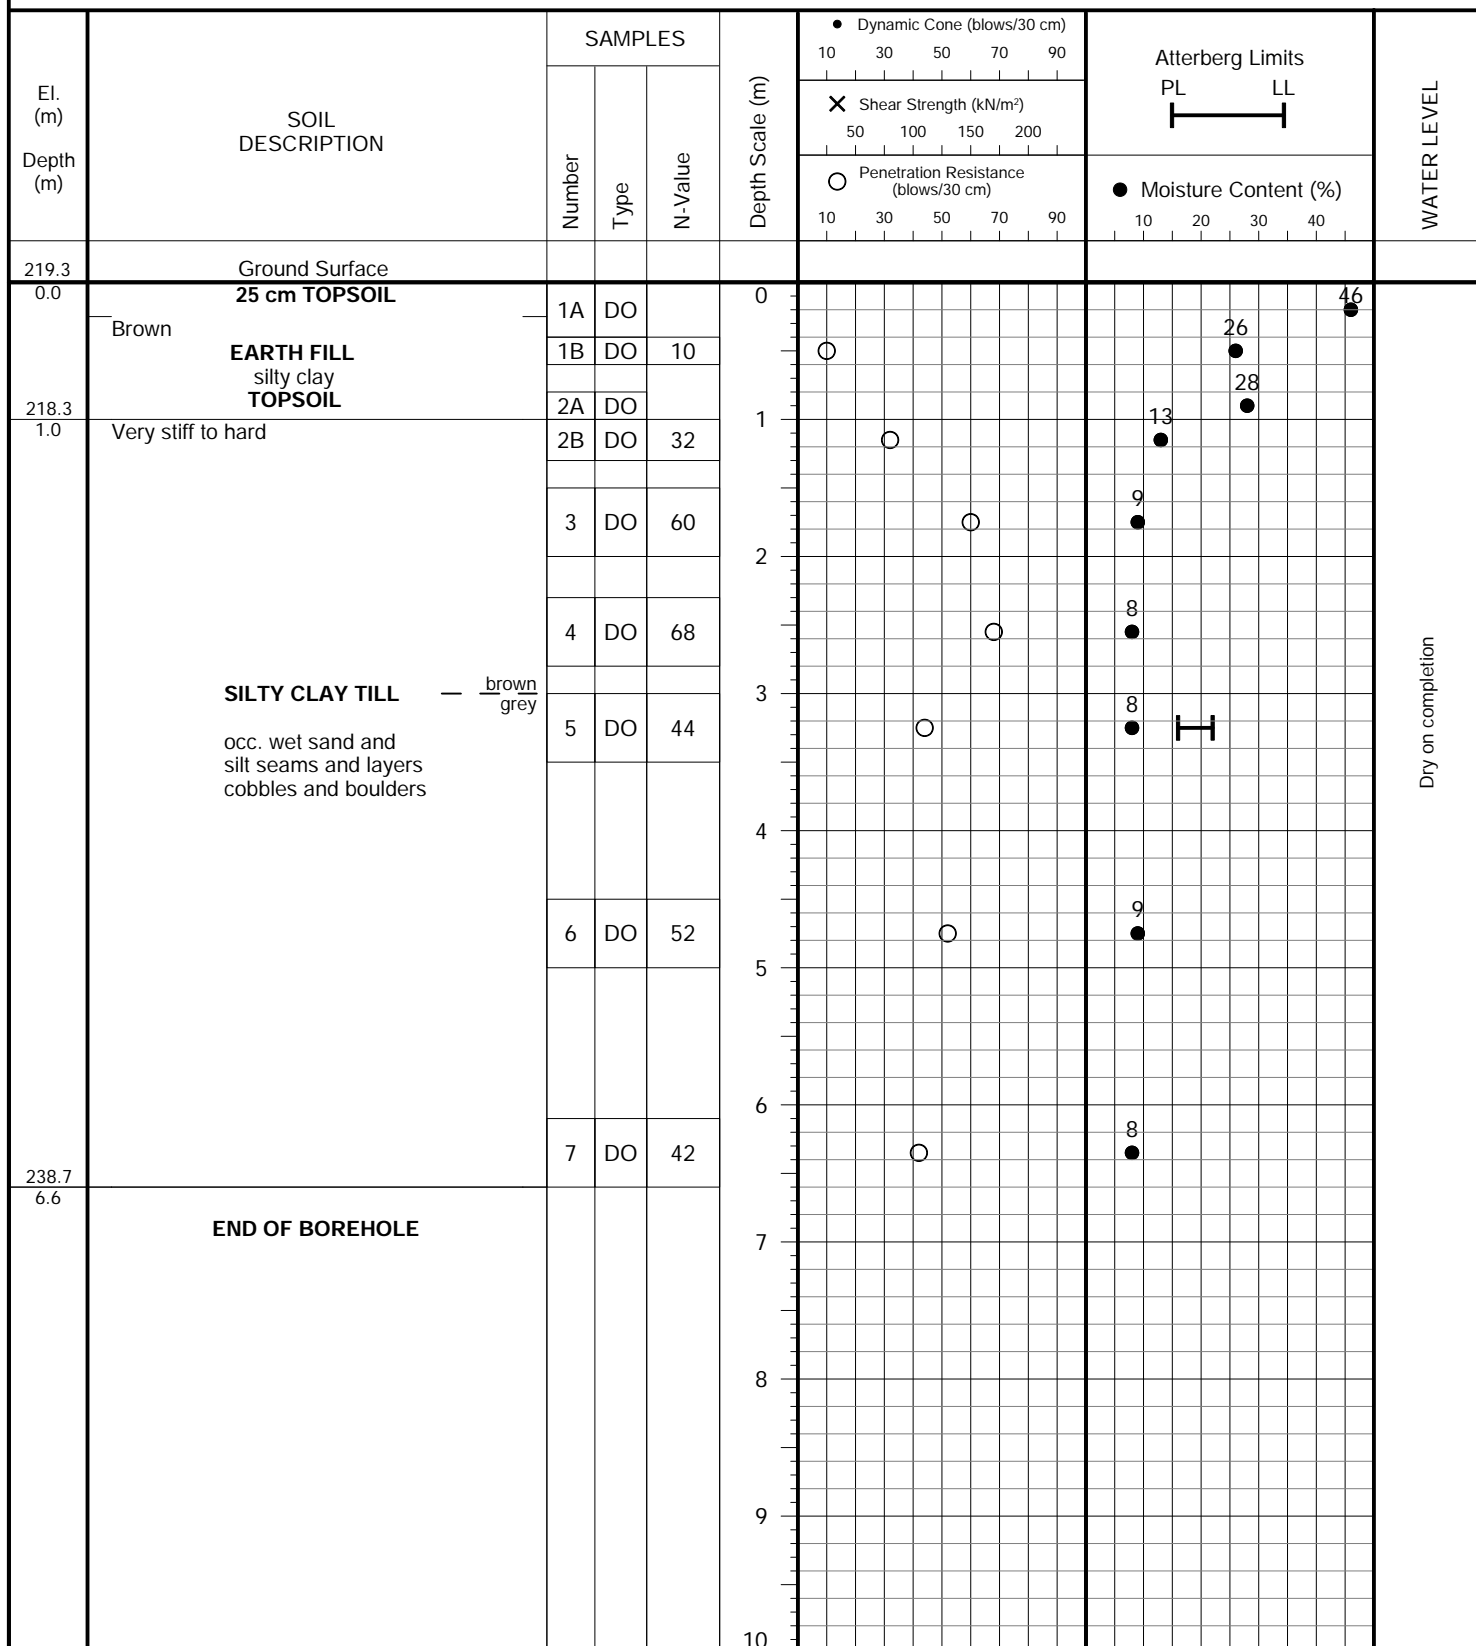 El.
(m)
Depth
(m)
SOIL
DESCRIPTION
SAMPLES
Number
Type
N-Value
Depth Scale (m)
● Dynamic Cone (blows/30 cm)
10 30 50 70 90
✕ Shear Strength (kN/m²)
50 100 150 200
○ Penetration Resistance
(blows/30 cm)
10 30 50 70 90
Atterberg Limits
PL LL
● Moisture Content (%)
10 20 30 40
WATER LEVEL
219.3 Ground Surface
0.0 25 cm TOPSOIL 1A DO 0 46
Brown
26
EARTH FILL 1B DO 10
silty clay
28
TOPSOIL
218.3 2A DO
1 13
1.0 Very stiff to hard 2B DO 32
9
3 DO 60
2
8
4 DO 68
brown
SILTY CLAY TILL 3 8
grey
5 DO 44
occ. wet sand and
silt seams and layers
cobbles and boulders
Dry on completion
4
9
6 DO 52
5
6
8
7 DO 42
238.7
6.6
END OF BOREHOLE
7
8
9
10